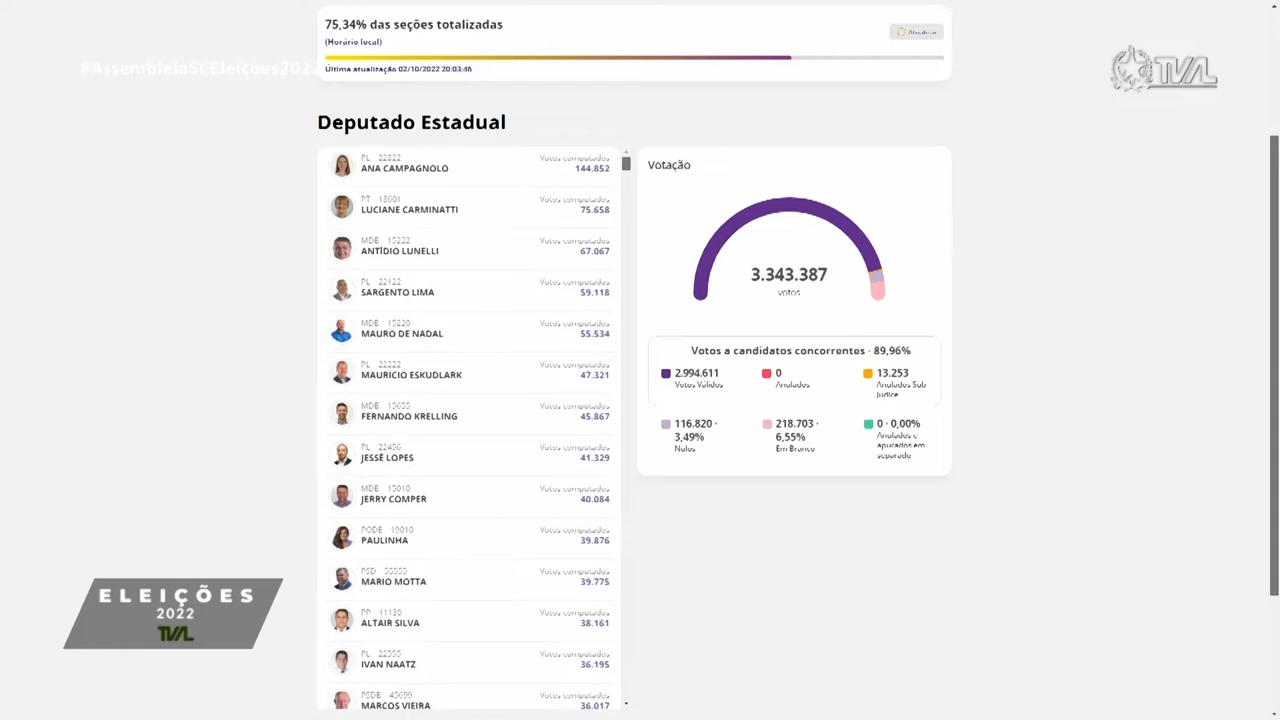 75,34% das seções totalizadas
(Horário local)
Atualizar
#AssembleiaSCEleições2022
Última atualização 02/10/2022 20:03:46
TVAL
Deputado Estadual
PL 22822 Votos computados
ANA CAMPAGNOLO 144.852
PT 13601 Votos computados
LUCIANE CARMINATTI 75.658
MDB 15222 Votos computados
ANTÍDIO LUNELLI 67.067
PL 22122 Votos computados
SARGENTO LIMA 59.118
MDB 15220 Votos computados
MAURO DE NADAL 55.534
PL 22222 Votos computados
MAURICIO ESKUDLARK 47.321
MDB 15655 Votos computados
FERNANDO KRELLING 45.867
PL 22456 Votos computados
JESSÉ LOPES 41.329
MDB 15010 Votos computados
JERRY COMPER 40.084
PODE 19010 Votos computados
PAULINHA 39.876
PSD 55555 Votos computados
MARIO MOTTA 39.775
PP 11130 Votos computados
ALTAIR SILVA 38.161
PL 22555 Votos computados
IVAN NAATZ 36.195
PSDB 45699 Votos computados
MARCOS VIEIRA 36.017
Votação
3.343.387
votos
Votos a candidatos concorrentes · 89,96%
2.994.611
Votos Válidos
0
Anulados
13.253
Anulados Sub
Judice
116.820 ·
3,49%
Nulos
218.703 ·
6,55%
Em Branco
0 · 0,00%
Anulados e
apurados em
separado
ELEIÇÕES
2022
TVAL